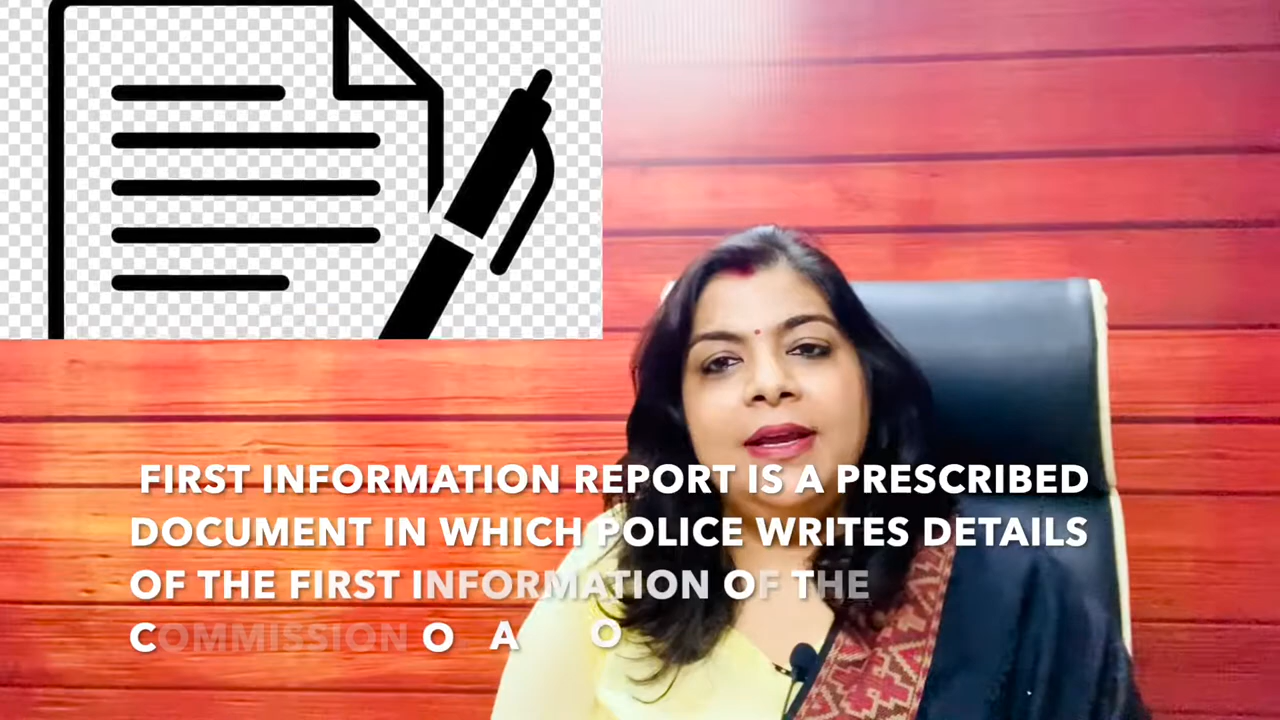 FIRST INFORMATION REPORT IS A PRESCRIBED
DOCUMENT IN WHICH POLICE WRITES DETAILS
OF THE FIRST INFORMATION OF THE
COMMISSION